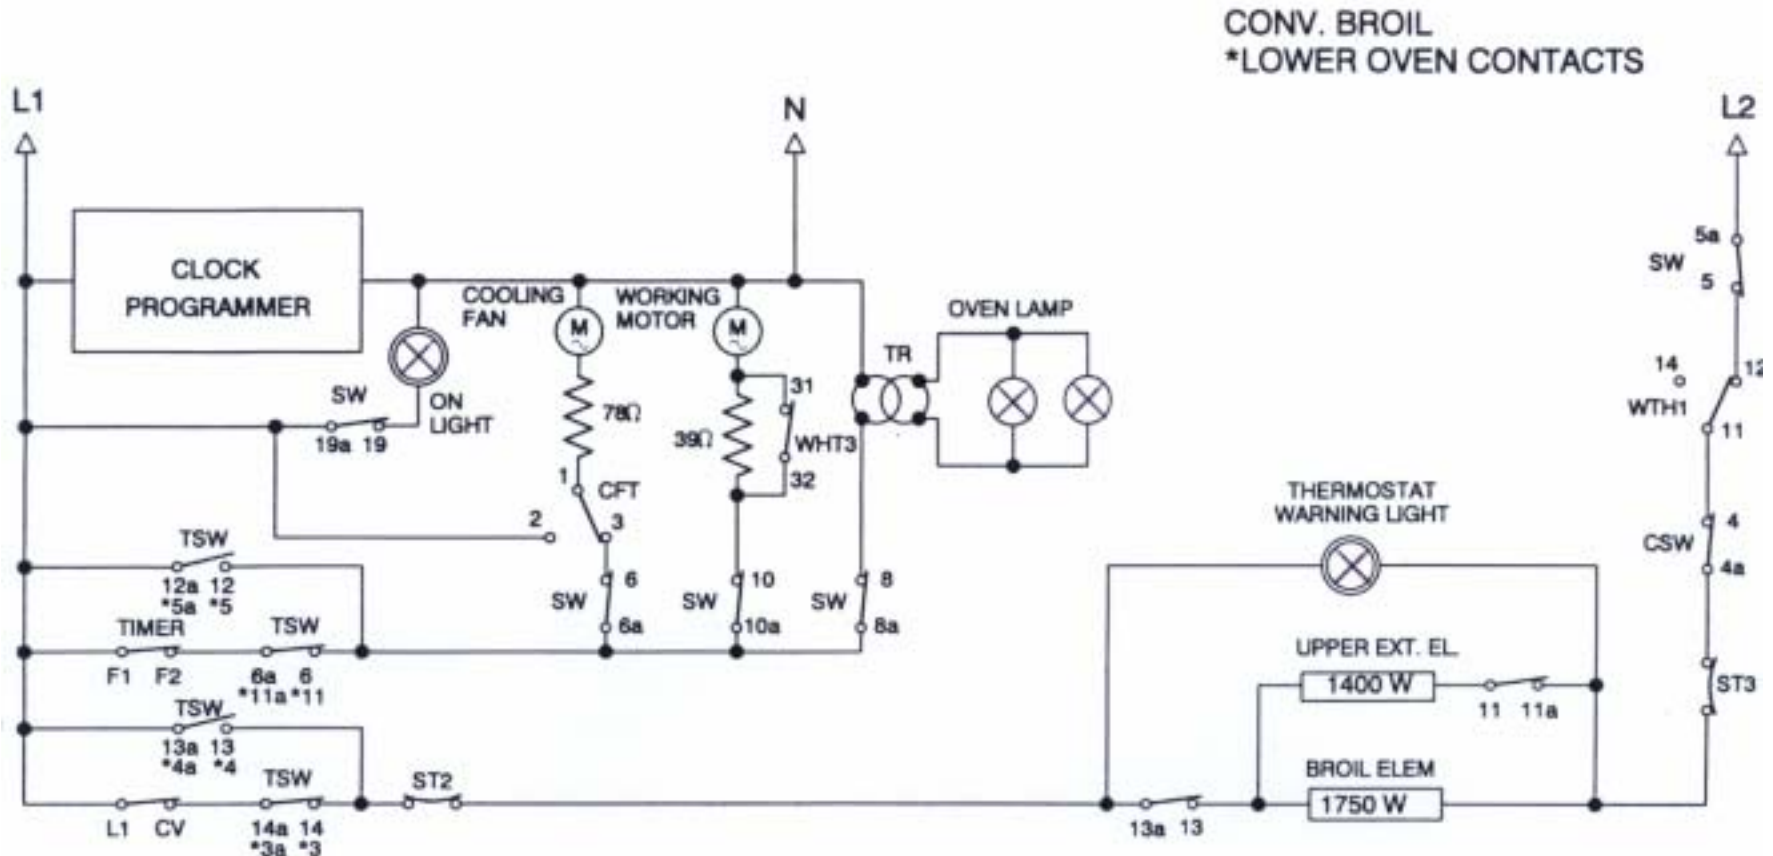 CONV. BROIL
*LOWER OVEN CONTACTS
L1
N
L2
CLOCK
PROGRAMMER
COOLING
FAN
M
WORKING
MOTOR
M
OVEN LAMP
TR
5a
SW
5
14
12
WTH1
11
SW
19a 19
ON
LIGHT
78Ω
39Ω
31
WHT3
32
1
CFT
2
3
THERMOSTAT
WARNING LIGHT
4
CSW
4a
TSW
12a 12
*5a *5
6
SW
6a
10
SW
10a
8
SW
8a
TIMER
F1 F2
TSW
6a 6
*11a *11
UPPER EXT. EL.
1400 W
11 11a
ST3
TSW
13a 13
*4a *4
TSW
ST2
BROIL ELEM
1750 W
L1 CV
14a 14
*3a *3
13a 13